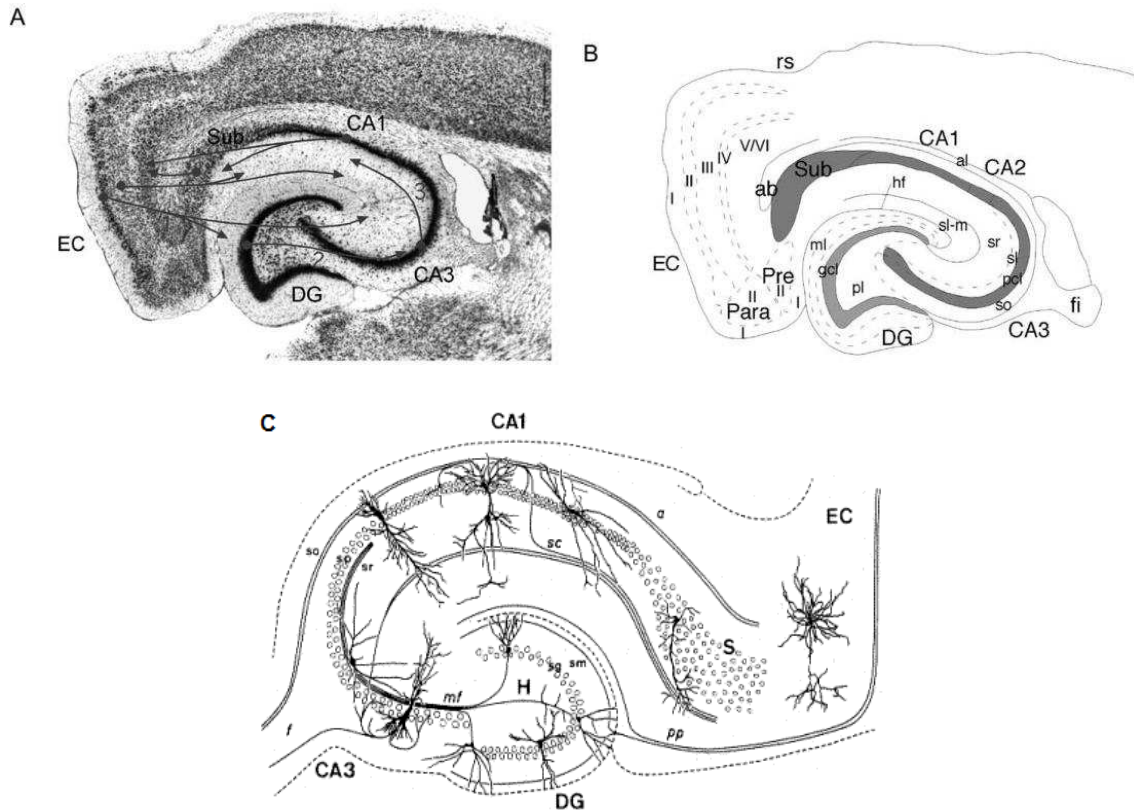 A
B
Sub
CA1
3
EC
2
CA3
DG
rs
V/VI
IV
III
II
I
ab
Sub
CA1
al
CA2
hf
sl-m
sr
sl
pcl
so
ml
gcl
pl
EC
Pre
II
I
II
Para
I
DG
CA3
fi
C
CA1
EC
a
so
sp
sr
sc
S
sg
sm
H
mf
f
pp
CA3
DG